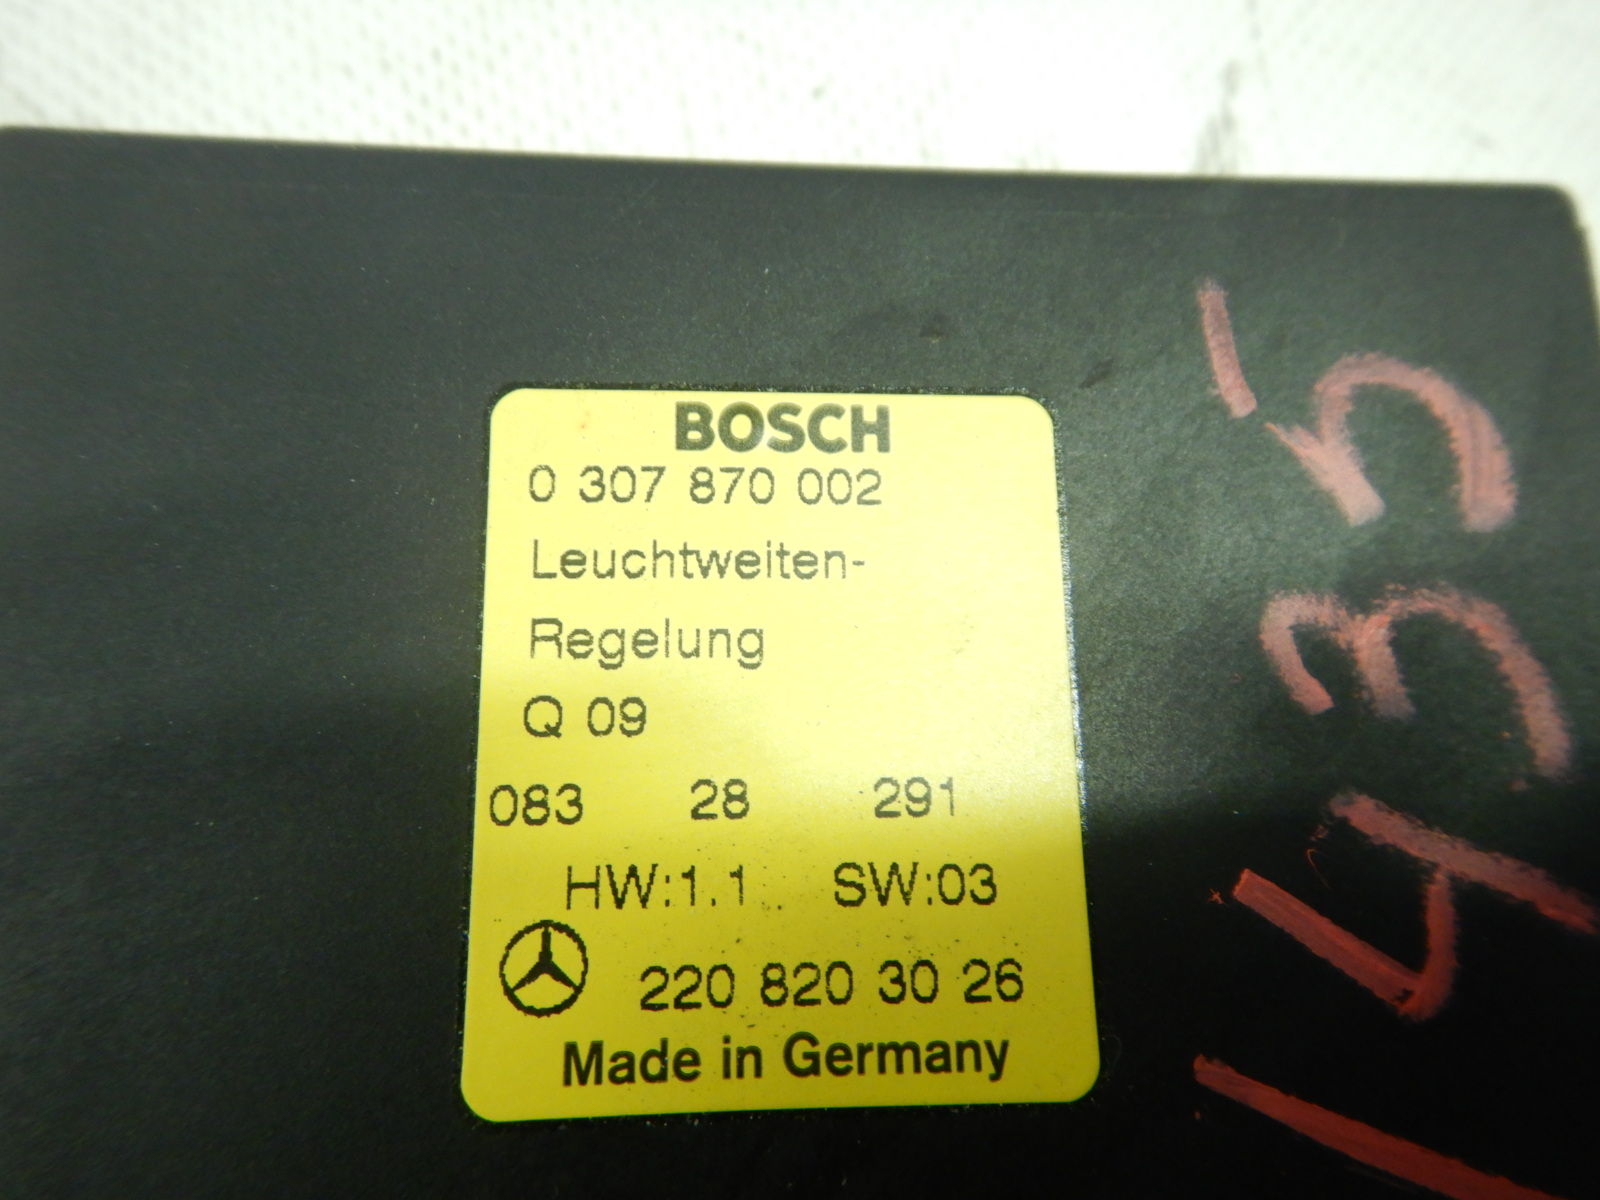 BOSCH
0 307 870 002
Leuchtweiten-
Regelung
Q 09
083 28 291
HW:1.1 SW:03
220 820 30 26
Made in Germany